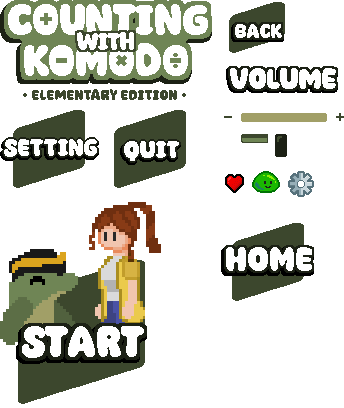 COUNTING
WITH
KOMODO
• ELEMENTARY EDITION •
BACK
VOLUME
− +
SETTING
QUIT
HOME
START